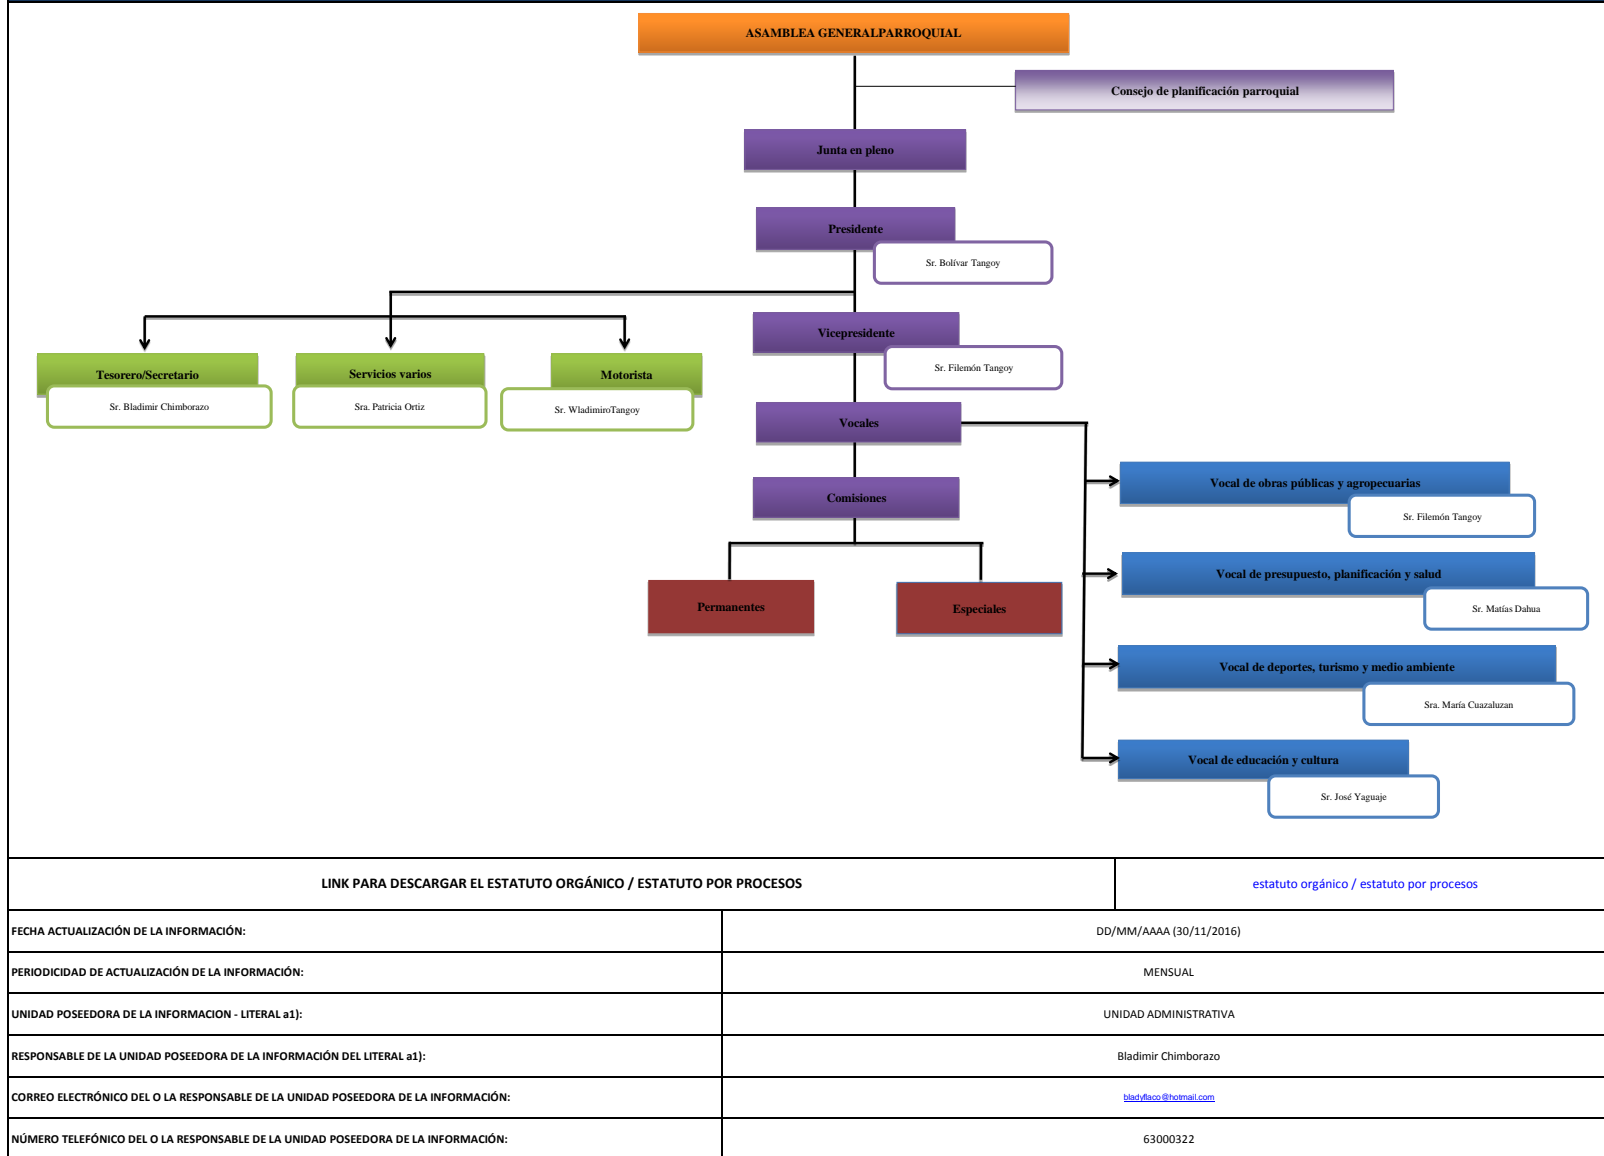 ASAMBLEA GENERALPARROQUIAL
Consejo de planificación parroquial
Junta en pleno
Presidente
Sr. Bolívar Tangoy
Vicepresidente
Sr. Filemón Tangoy
Tesorero/Secretario
Sr. Bladimir Chimborazo
Servicios varios
Sra. Patricia Ortiz
Motorista
Sr. WladimiroTangoy
Vocales
Comisiones
Permanentes
Especiales
Vocal de obras públicas y agropecuarias
Sr. Filemón Tangoy
Vocal de presupuesto, planificación y salud
Sr. Matías Dahua
Vocal de deportes, turismo y medio ambiente
Sra. María Cuazaluzan
Vocal de educación y cultura
Sr. José Yaguaje
LINK PARA DESCARGAR EL ESTATUTO ORGÁNICO / ESTATUTO POR PROCESOS
estatuto orgánico / estatuto por procesos
FECHA ACTUALIZACIÓN DE LA INFORMACIÓN:
DD/MM/AAAA (30/11/2016)
PERIODICIDAD DE ACTUALIZACIÓN DE LA INFORMACIÓN:
MENSUAL
UNIDAD POSEEDORA DE LA INFORMACION - LITERAL a1):
UNIDAD ADMINISTRATIVA
RESPONSABLE DE LA UNIDAD POSEEDORA DE LA INFORMACIÓN DEL LITERAL a1):
Bladimir Chimborazo
CORREO ELECTRÓNICO DEL O LA RESPONSABLE DE LA UNIDAD POSEEDORA DE LA INFORMACIÓN:
bladyflaco@hotmail.com
NÚMERO TELEFÓNICO DEL O LA RESPONSABLE DE LA UNIDAD POSEEDORA DE LA INFORMACIÓN:
63000322